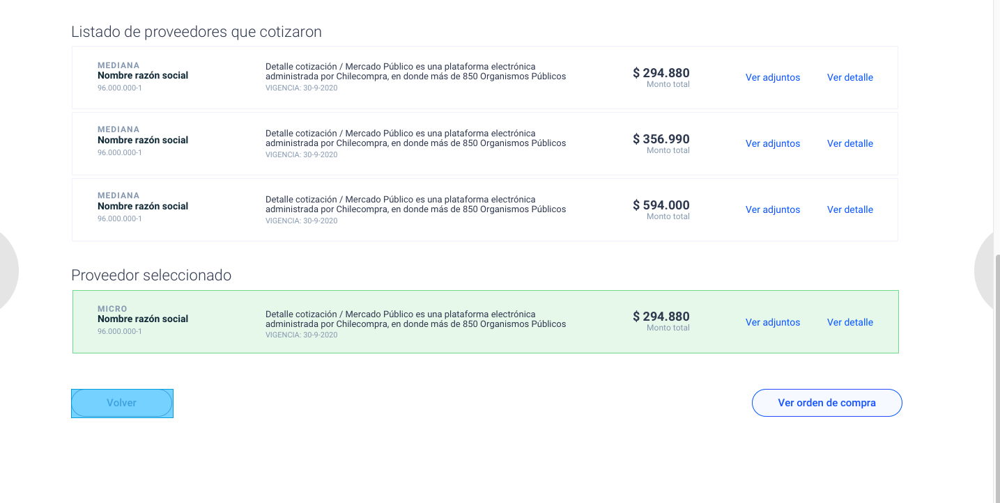 Listado de proveedores que cotizaron
MEDIANA
Nombre razón social
96.000.000-1
Detalle cotización / Mercado Público es una plataforma electrónica
administrada por Chilecompra, en donde más de 850 Organismos Públicos
VIGENCIA: 30-9-2020
$ 294.880
Monto total
Ver adjuntos
Ver detalle
MEDIANA
Nombre razón social
96.000.000-1
Detalle cotización / Mercado Público es una plataforma electrónica
administrada por Chilecompra, en donde más de 850 Organismos Públicos
VIGENCIA: 30-9-2020
$ 356.990
Monto total
Ver adjuntos
Ver detalle
MEDIANA
Nombre razón social
96.000.000-1
Detalle cotización / Mercado Público es una plataforma electrónica
administrada por Chilecompra, en donde más de 850 Organismos Públicos
VIGENCIA: 30-9-2020
$ 594.000
Monto total
Ver adjuntos
Ver detalle
Proveedor seleccionado
MICRO
Nombre razón social
96.000.000-1
Detalle cotización / Mercado Público es una plataforma electrónica
administrada por Chilecompra, en donde más de 850 Organismos Públicos
VIGENCIA: 30-9-2020
$ 294.880
Monto total
Ver adjuntos
Ver detalle
Volver
Ver orden de compra